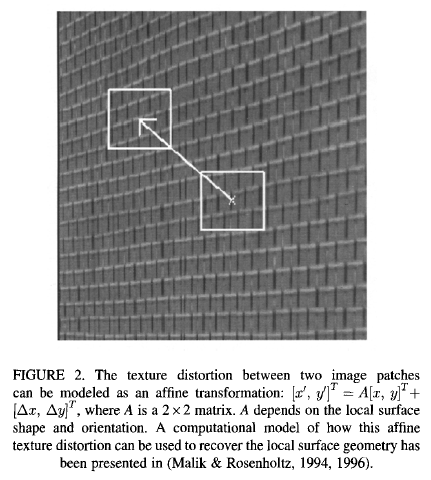 FIGURE 2. The texture distortion between two image patches
can be modeled as an affine transformation: [x′, y′]ᵀ = A[x, y]ᵀ+
[Δx, Δy]ᵀ, where A is a 2 × 2 matrix. A depends on the local surface
shape and orientation. A computational model of how this affine
texture distortion can be used to recover the local surface geometry has
been presented in (Malik & Rosenholtz, 1994, 1996).